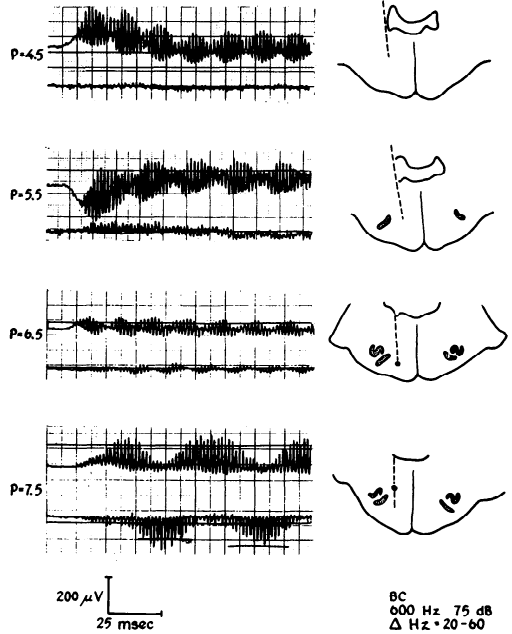 P=4.5
P=5.5
P=6.5
P=7.5
200 μV
25 msec
BC
600 Hz 75 dB
Δ Hz = 20-60